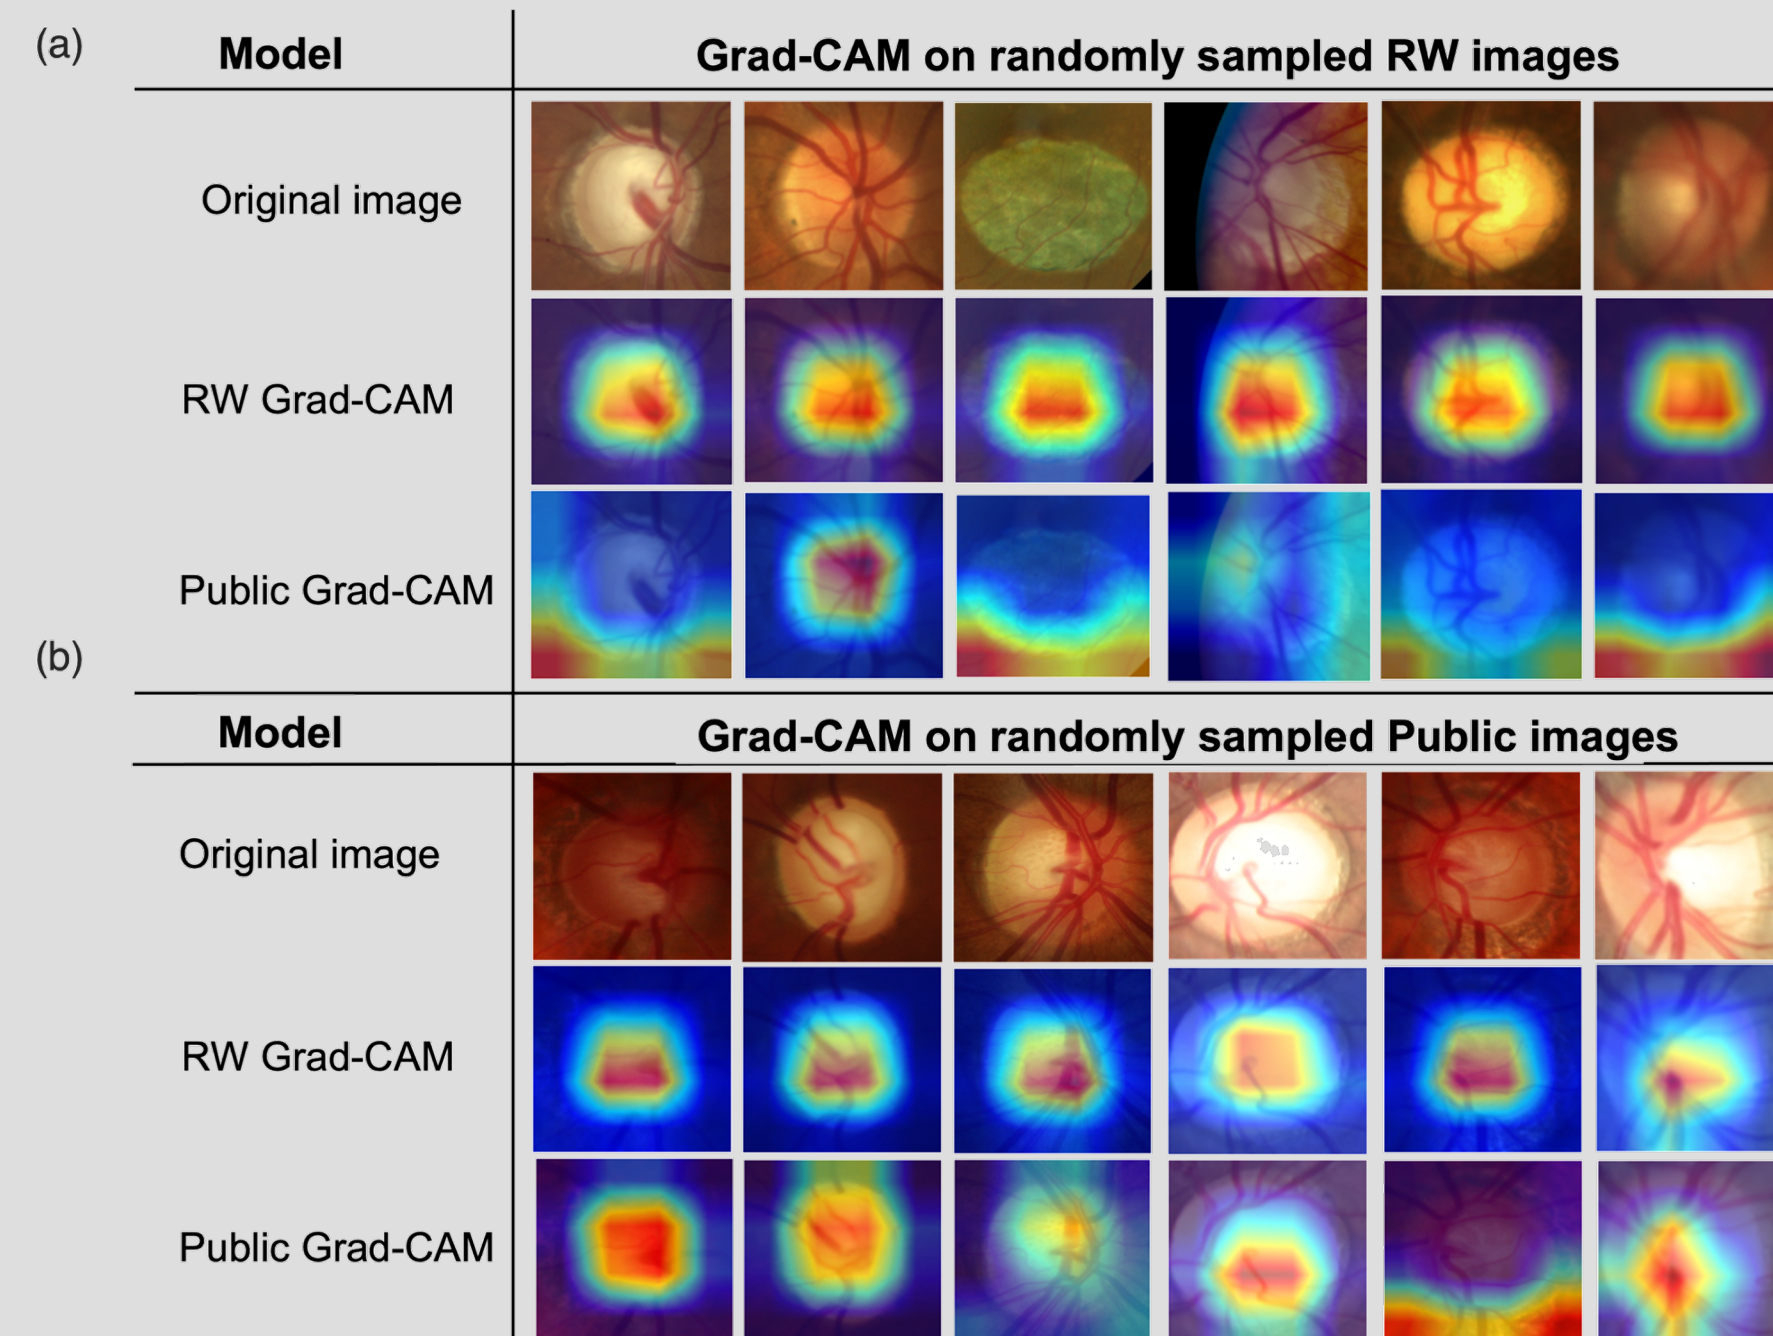 (a) Model Grad-CAM on randomly sampled RW images
Original image
RW Grad-CAM
Public Grad-CAM
(b)
Model Grad-CAM on randomly sampled Public images
Original image
RW Grad-CAM
Public Grad-CAM